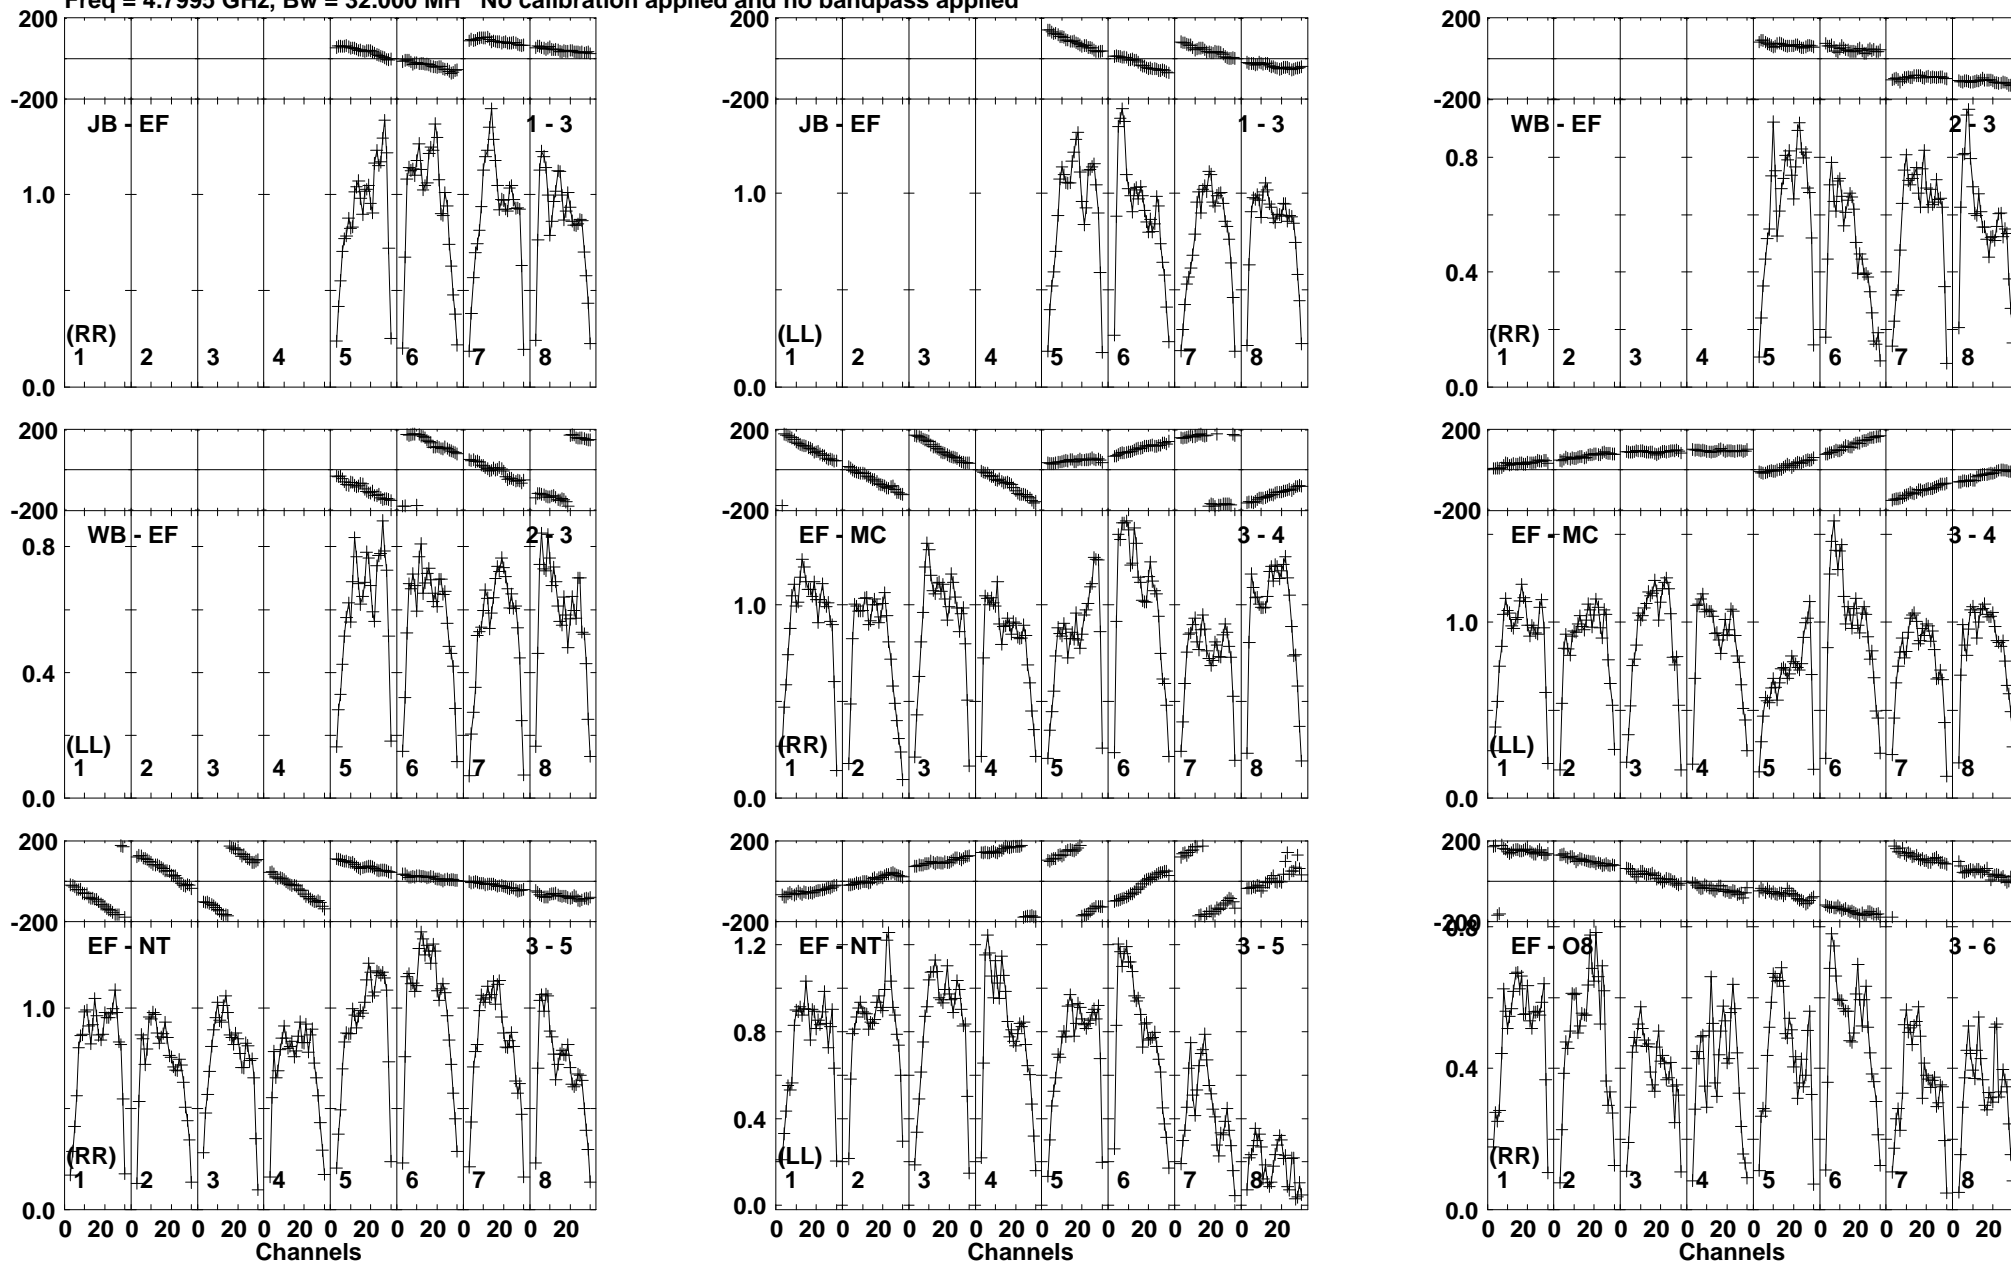 Freq = 4.7995 GHz, Bw = 32.000 MH No calibration applied and no bandpass applied
200 200 200
-200 -200 -200
JB - EF 1 - 3 JB - EF 1 - 3 WB - EF 2 - 3
0.8
1.0 1.0
0.4
(RR) (LL) (RR)
1 2 3 4 5 6 7 8 1 2 3 4 5 6 7 8 1 2 3 4 5 6 7 8
0.0 0.0 0.0
200 200 200
-200 -200 -200
WB - EF 2 - 3 EF - MC 3 - 4 EF - MC 3 - 4
0.8
1.0 1.0
0.4
(LL) (RR) (LL)
1 2 3 4 5 6 7 8 1 2 3 4 5 6 7 8 1 2 3 4 5 6 7 8
0.0 0.0 0.0
200 200 200
-200 -200 -200
0.8
EF - NT 3 - 5 1.2 EF - NT 3 - 5 EF - O8 3 - 6
1.0 0.8
0.4 0.4
(RR) (LL) (RR)
1 2 3 4 5 6 7 8 1 2 3 4 5 6 7 8 1 2 3 4 5 6 7 8
0.0 0.0 0.0
0 20 0 20 0 20 0 20 0 20 0 20 0 20 0 20 0 20 0 20 0 20 0 20 0 20 0 20 0 20 0 20 0 20 0 20 0 20 0 20 0 20 0 20 0 20 0 20
Channels Channels Channels